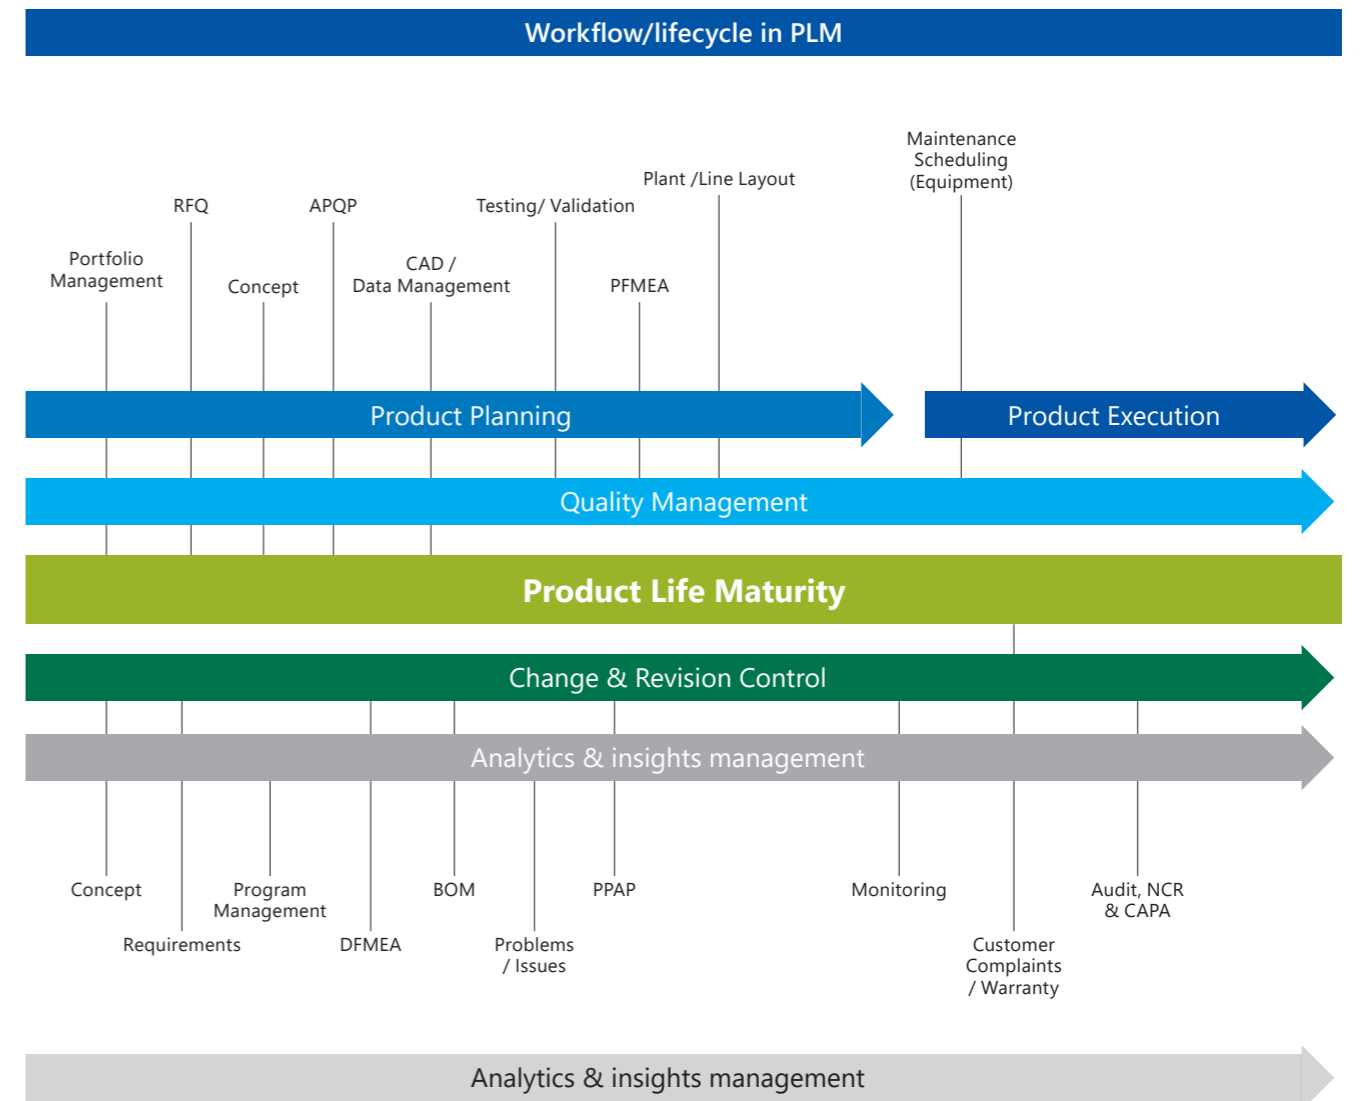 Workflow/lifecycle in PLM
Maintenance
Scheduling
(Equipment)
Plant /Line Layout
RFQ
APQP
Testing/ Validation
Portfolio
Management
Concept
CAD /
Data Management
PFMEA
Product Planning
Product Execution
Quality Management
Product Life Maturity
Change & Revision Control
Analytics & insights management
Concept
Program
Management
BOM
PPAP
Monitoring
Audit, NCR
& CAPA
Requirements
DFMEA
Problems
/ Issues
Customer
Complaints
/ Warranty
Analytics & insights management